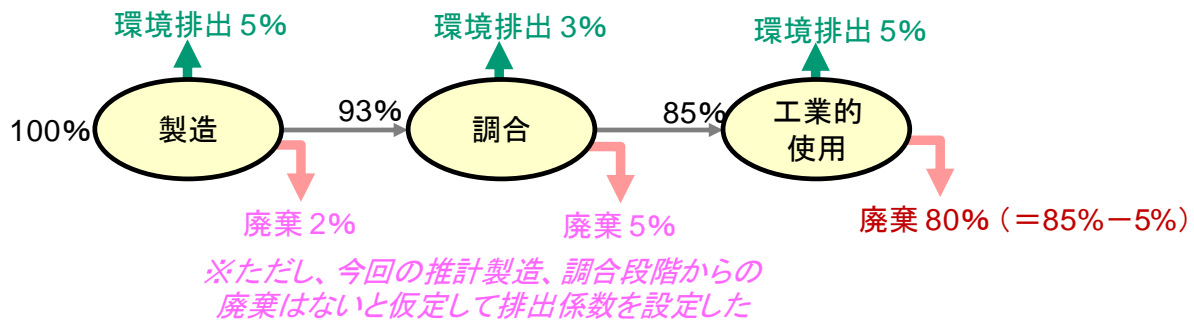 環境排出 5%
環境排出 3%
環境排出 5%
100%
製造
93%
調合
85%
工業的
使用
廃棄 2%
廃棄 5%
廃棄 80%（＝85%－5%）
※ただし、今回の推計製造、調合段階からの
廃棄はないと仮定して排出係数を設定した